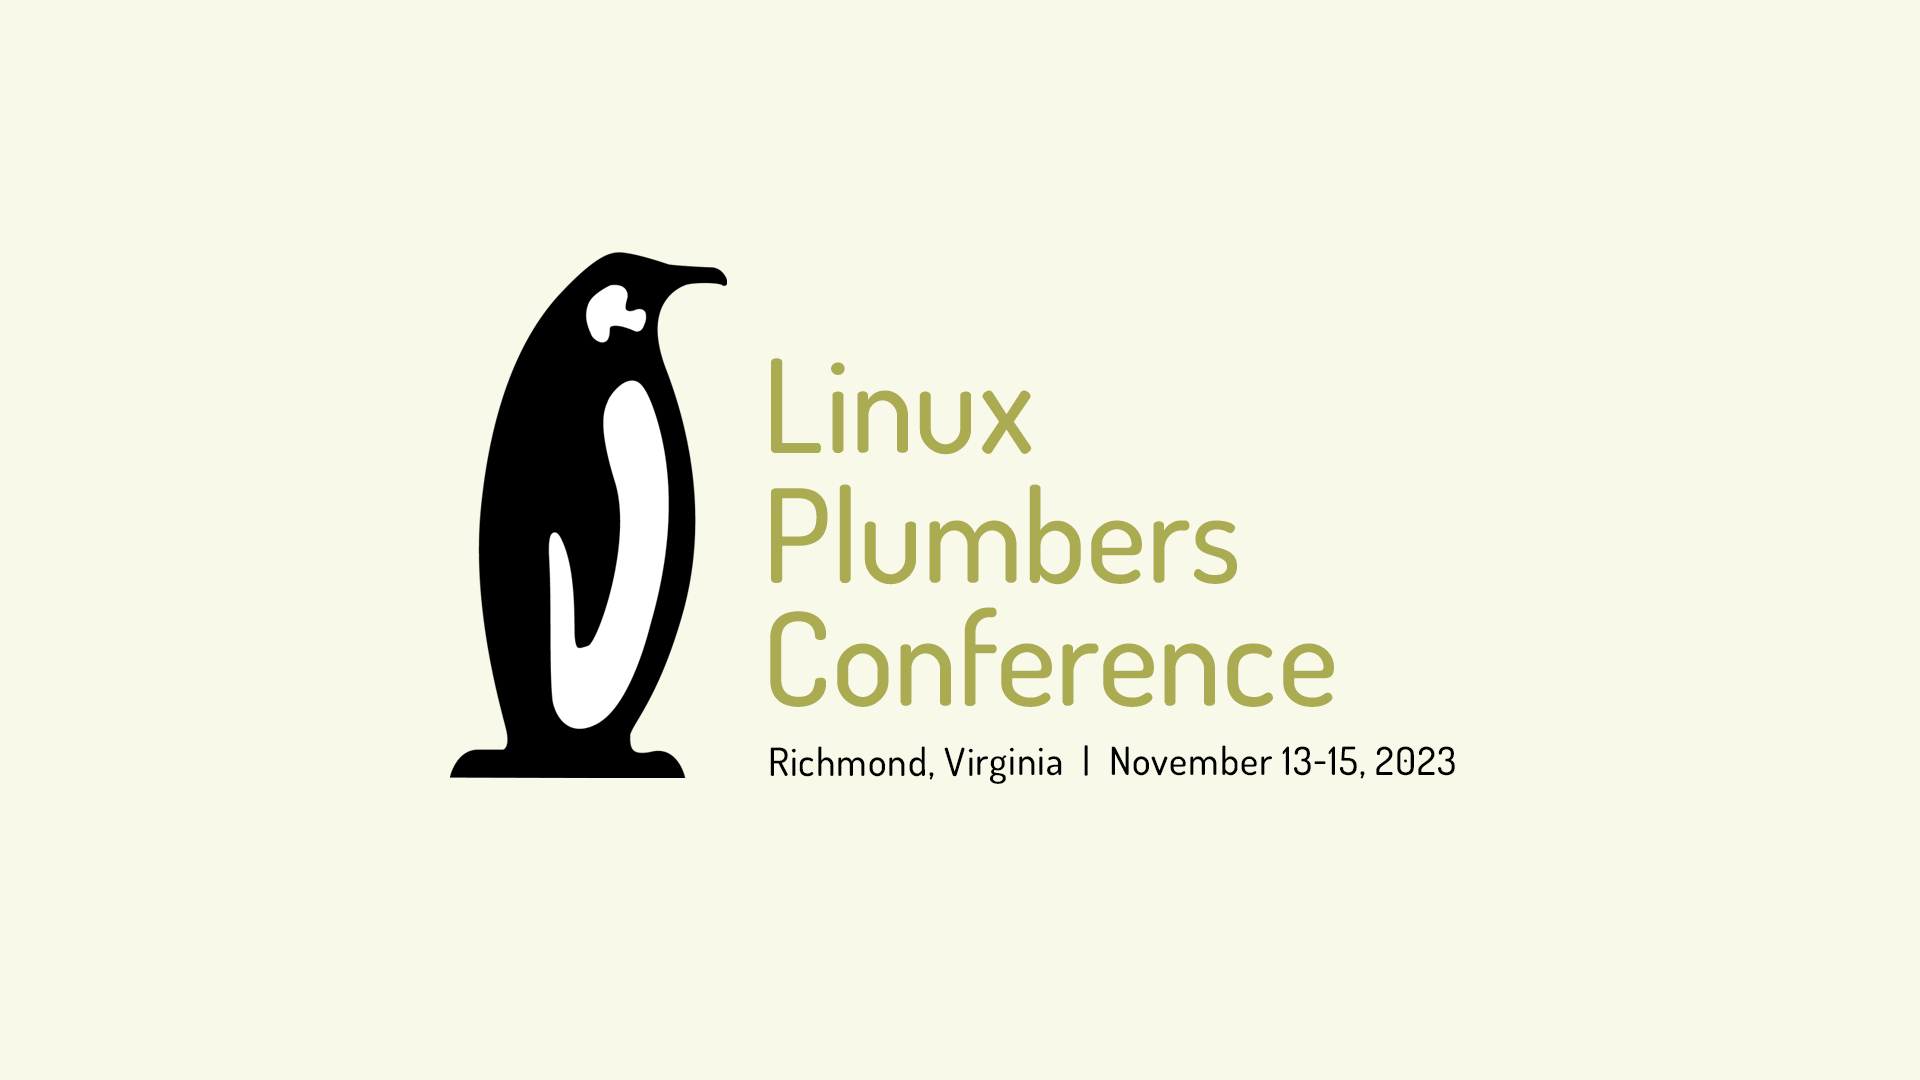 Linux
Plumbers
Conference
Richmond, Virginia | November 13-15, 2023